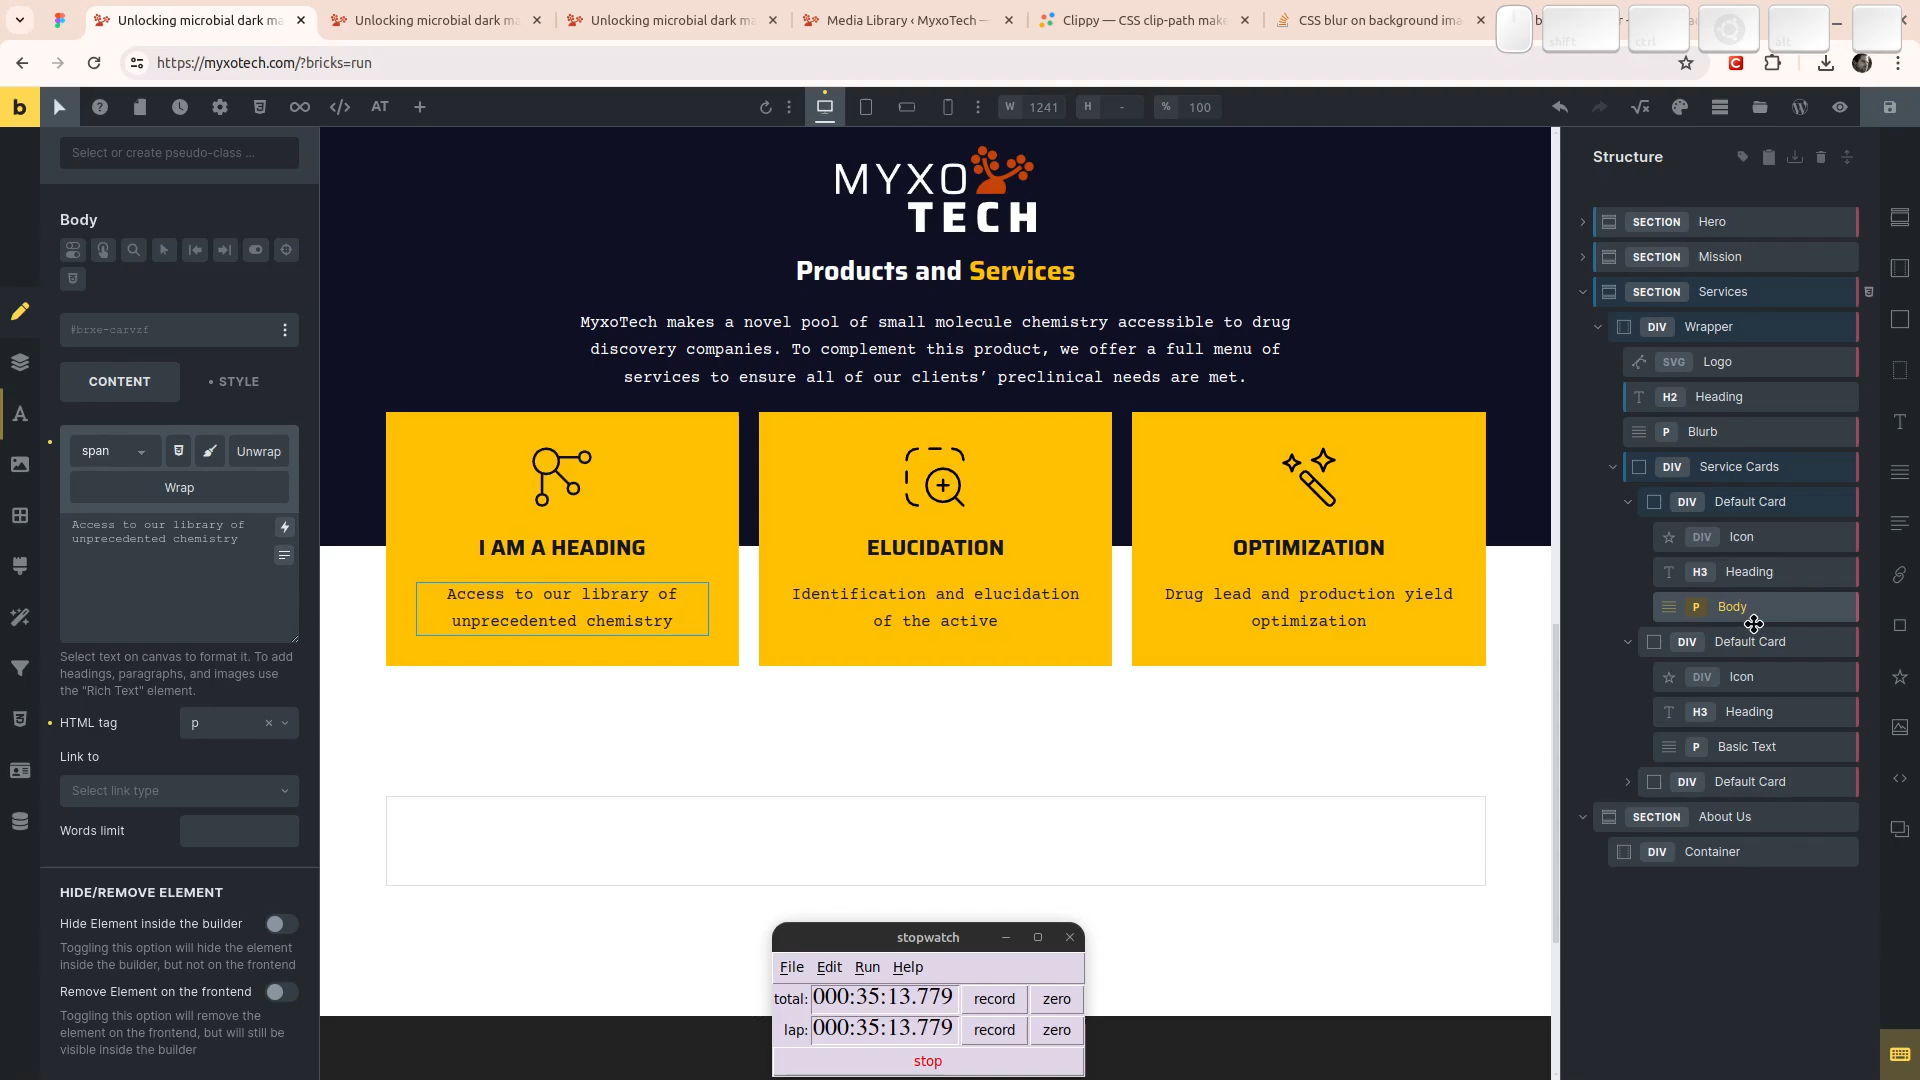 Unlocking microbial dark ma
Unlocking microbial dark ma
Unlocking microbial dark ma
Media Library ‹ MyxoTech —
Clippy — CSS clip-path make
CSS blur on background ima
shift
ctrl
alt
https://myxotech.com/?bricks=run
b
AT
W 1241
H -
% 100
Select or create pseudo-class ...
Body
#brxe-carvzf
CONTENT
STYLE
span
Unwrap
Wrap
Access to our library of
unprecedented chemistry
Select text on canvas to format it. To add
headings, paragraphs, and images use
the "Rich Text" element.
HTML tag
p
Link to
Select link type
Words limit
HIDE/REMOVE ELEMENT
Hide Element inside the builder
Toggling this option will hide the element
inside the builder, but not on the frontend
Remove Element on the frontend
Toggling this option will remove the
element on the frontend, but will still be
visible inside the builder
MYXO
TECH
Products and Services
MyxoTech makes a novel pool of small molecule chemistry accessible to drug
discovery companies. To complement this product, we offer a full menu of
services to ensure all of our clients’ preclinical needs are met.
I AM A HEADING
Access to our library of
unprecedented chemistry
ELUCIDATION
Identification and elucidation
of the active
OPTIMIZATION
Drug lead and production yield
optimization
stopwatch
File Edit Run Help
total: 000:35:13.779 record zero
lap: 000:35:13.779 record zero
stop
Structure
SECTION Hero
SECTION Mission
SECTION Services
DIV Wrapper
SVG Logo
H2 Heading
P Blurb
DIV Service Cards
DIV Default Card
DIV Icon
H3 Heading
P Body
DIV Default Card
DIV Icon
H3 Heading
P Basic Text
DIV Default Card
SECTION About Us
DIV Container